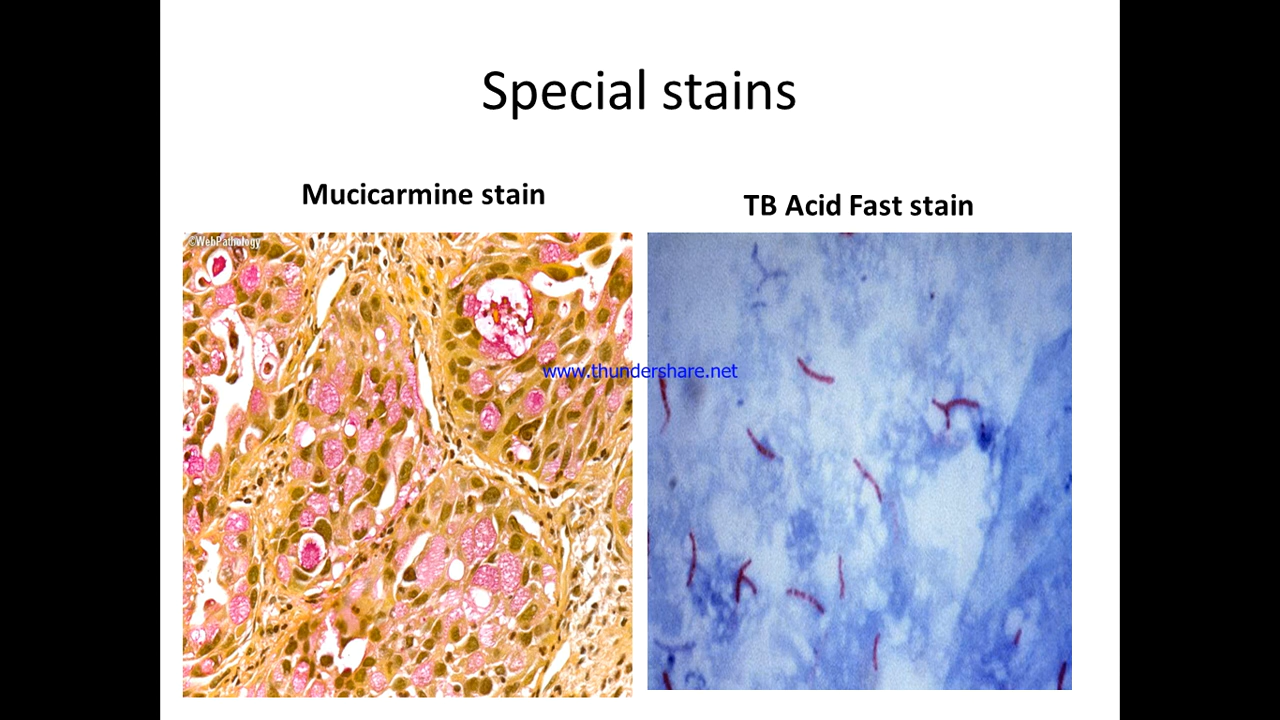 Special stains
Mucicarmine stain
TB Acid Fast stain
©WebPathology
www.thundershare.net